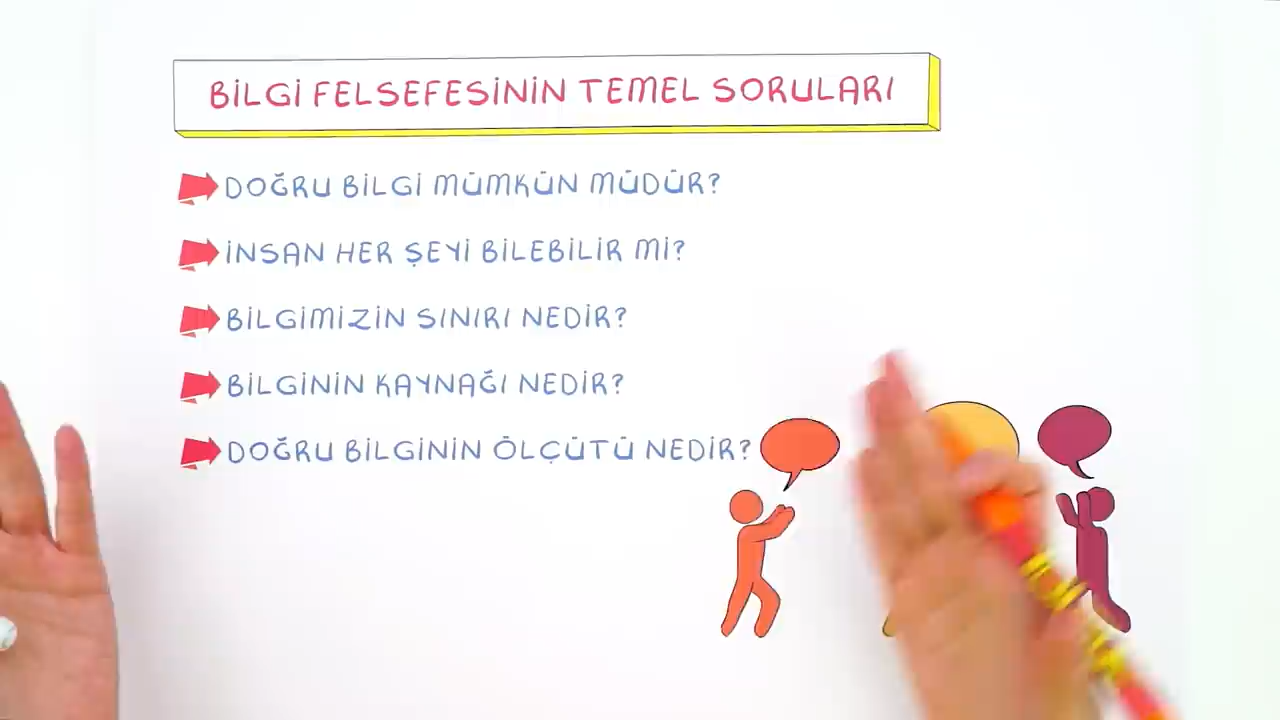 BİLGİ FELSEFESİNİN TEMEL SORULARI
DOĞRU BİLGİ MÜMKÜN MÜDÜR?
İNSAN HER ŞEYİ BİLEBİLİR Mİ?
BİLGİMİZİN SINIRI NEDİR?
BİLGİNİN KAYNAĞI NEDİR?
DOĞRU BİLGİNİN ÖLÇÜTÜ NEDİR?